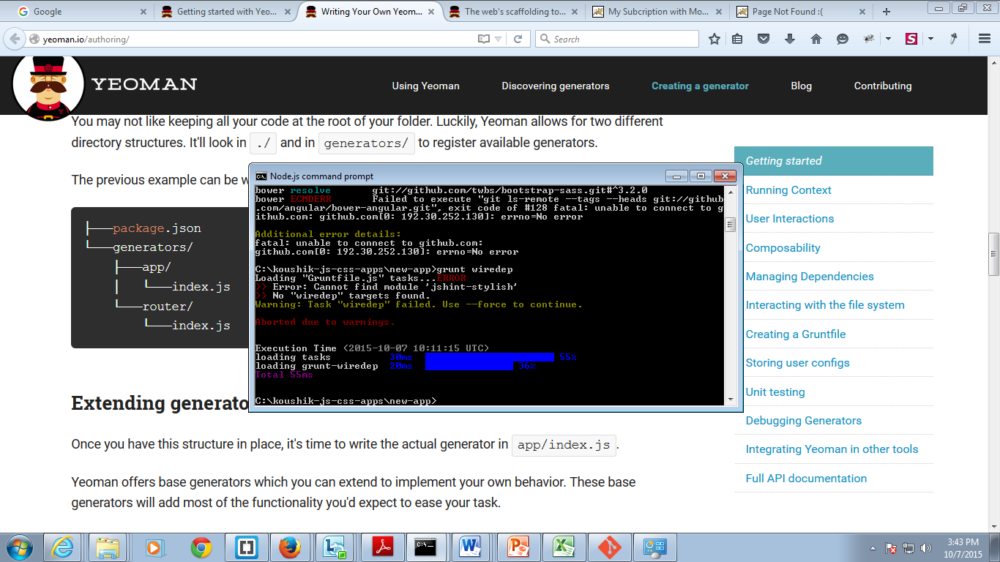 Google
Getting started with Yeo...
Writing Your Own Yeom...
The web's scaffolding to...
My Subcription with Mo...
Page Not Found :(
yeoman.io/authoring/
Search
YEOMAN
Using Yeoman
Discovering generators
Creating a generator
Blog
Contributing
You may not like keeping all your code at the root of your folder. Luckily, Yeoman allows for two different
directory structures. It'll look in ./ and in generators/ to register available generators.
The previous example can be w
├───package.json
└───generators/
├───app/
│ └───index.js
└───router/
└───index.js
Node.js command prompt
bower resolve git://github.com/twbs/bootstrap-sass.git#^3.2.0
bower ECMDERR Failed to execute "git ls-remote --tags --heads git://github
.com/angular/bower-angular.git", exit code of #128 fatal: unable to connect to g
ithub.com: github.com[0: 192.30.252.130]: errno=No error
Additional error details:
fatal: unable to connect to github.com:
github.com[0: 192.30.252.130]: errno=No error
C:\koushik-js-css-apps\new-app>grunt wiredep
Loading "Gruntfile.js" tasks...ERROR
>> Error: Cannot find module 'jshint-stylish'
>> No "wiredep" targets found.
Warning: Task "wiredep" failed. Use --force to continue.
Aborted due to warnings.
Execution Time (2015-10-07 10:11:15 UTC)
loading tasks 30ms 55%
loading grunt-wiredep 20ms 36%
Total 55ms
C:\koushik-js-css-apps\new-app>
Extending generato
Once you have this structure in place, it's time to write the actual generator in app/index.js.
Yeoman offers base generators which you can extend to implement your own behavior. These base
generators will add most of the functionality you'd expect to ease your task.
Getting started
Running Context
User Interactions
Composability
Managing Dependencies
Interacting with the file system
Creating a Gruntfile
Storing user configs
Unit testing
Debugging Generators
Integrating Yeoman in other tools
Full API documentation
3:43 PM
10/7/2015